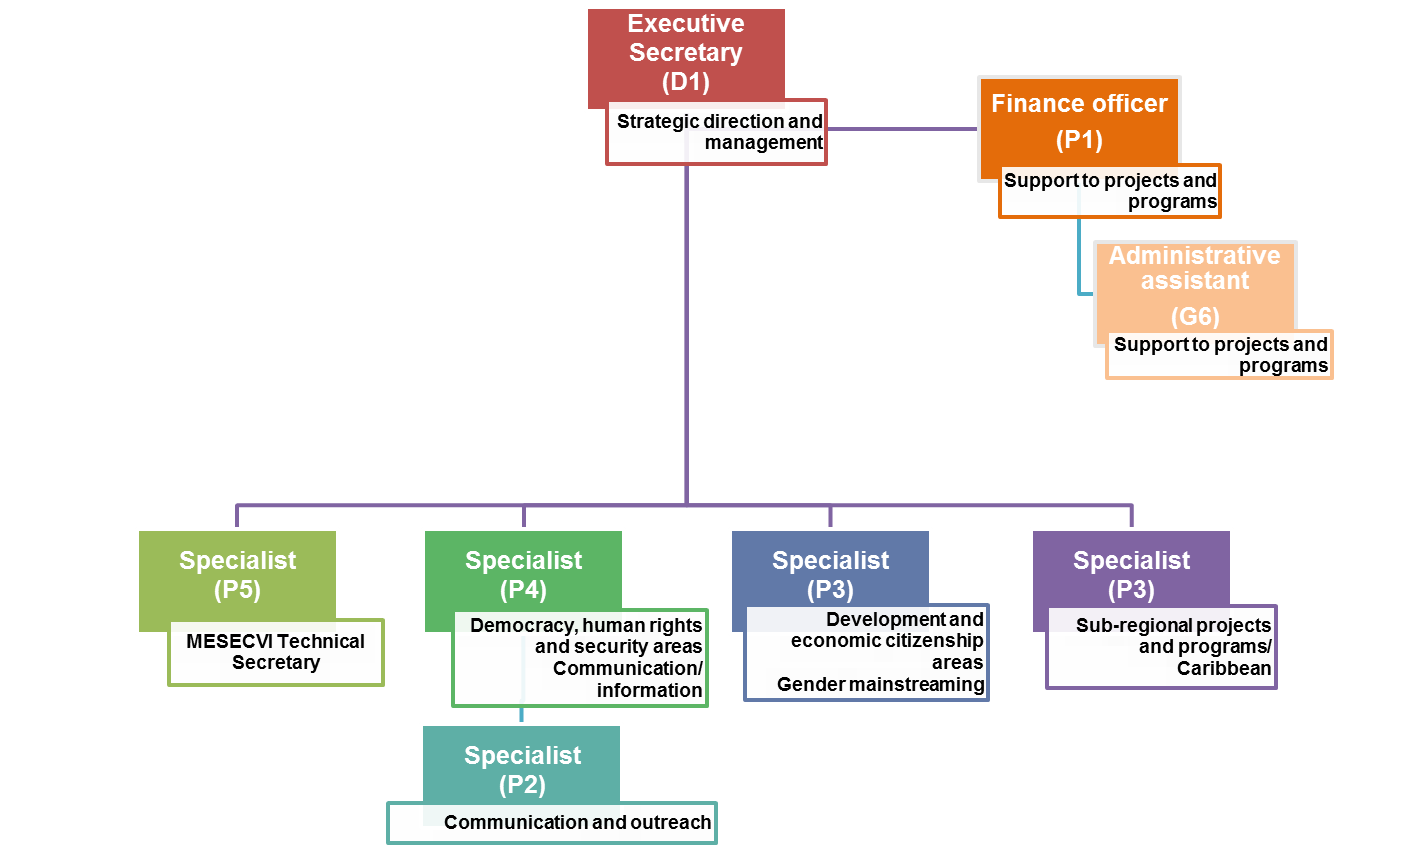 Executive
Secretary
(D1)
Strategic direction and
management
Finance officer
(P1)
Support to projects and
programs
Administrative
assistant
(G6)
Support to projects and
programs
Specialist
(P5)
MESECVI Technical
Secretary
Specialist
(P4)
Democracy, human rights
and security areas
Communication/
information
Specialist
(P3)
Development and
economic citizenship
areas
Gender mainstreaming
Specialist
(P3)
Sub-regional projects
and programs/
Caribbean
Specialist
(P2)
Communication and outreach